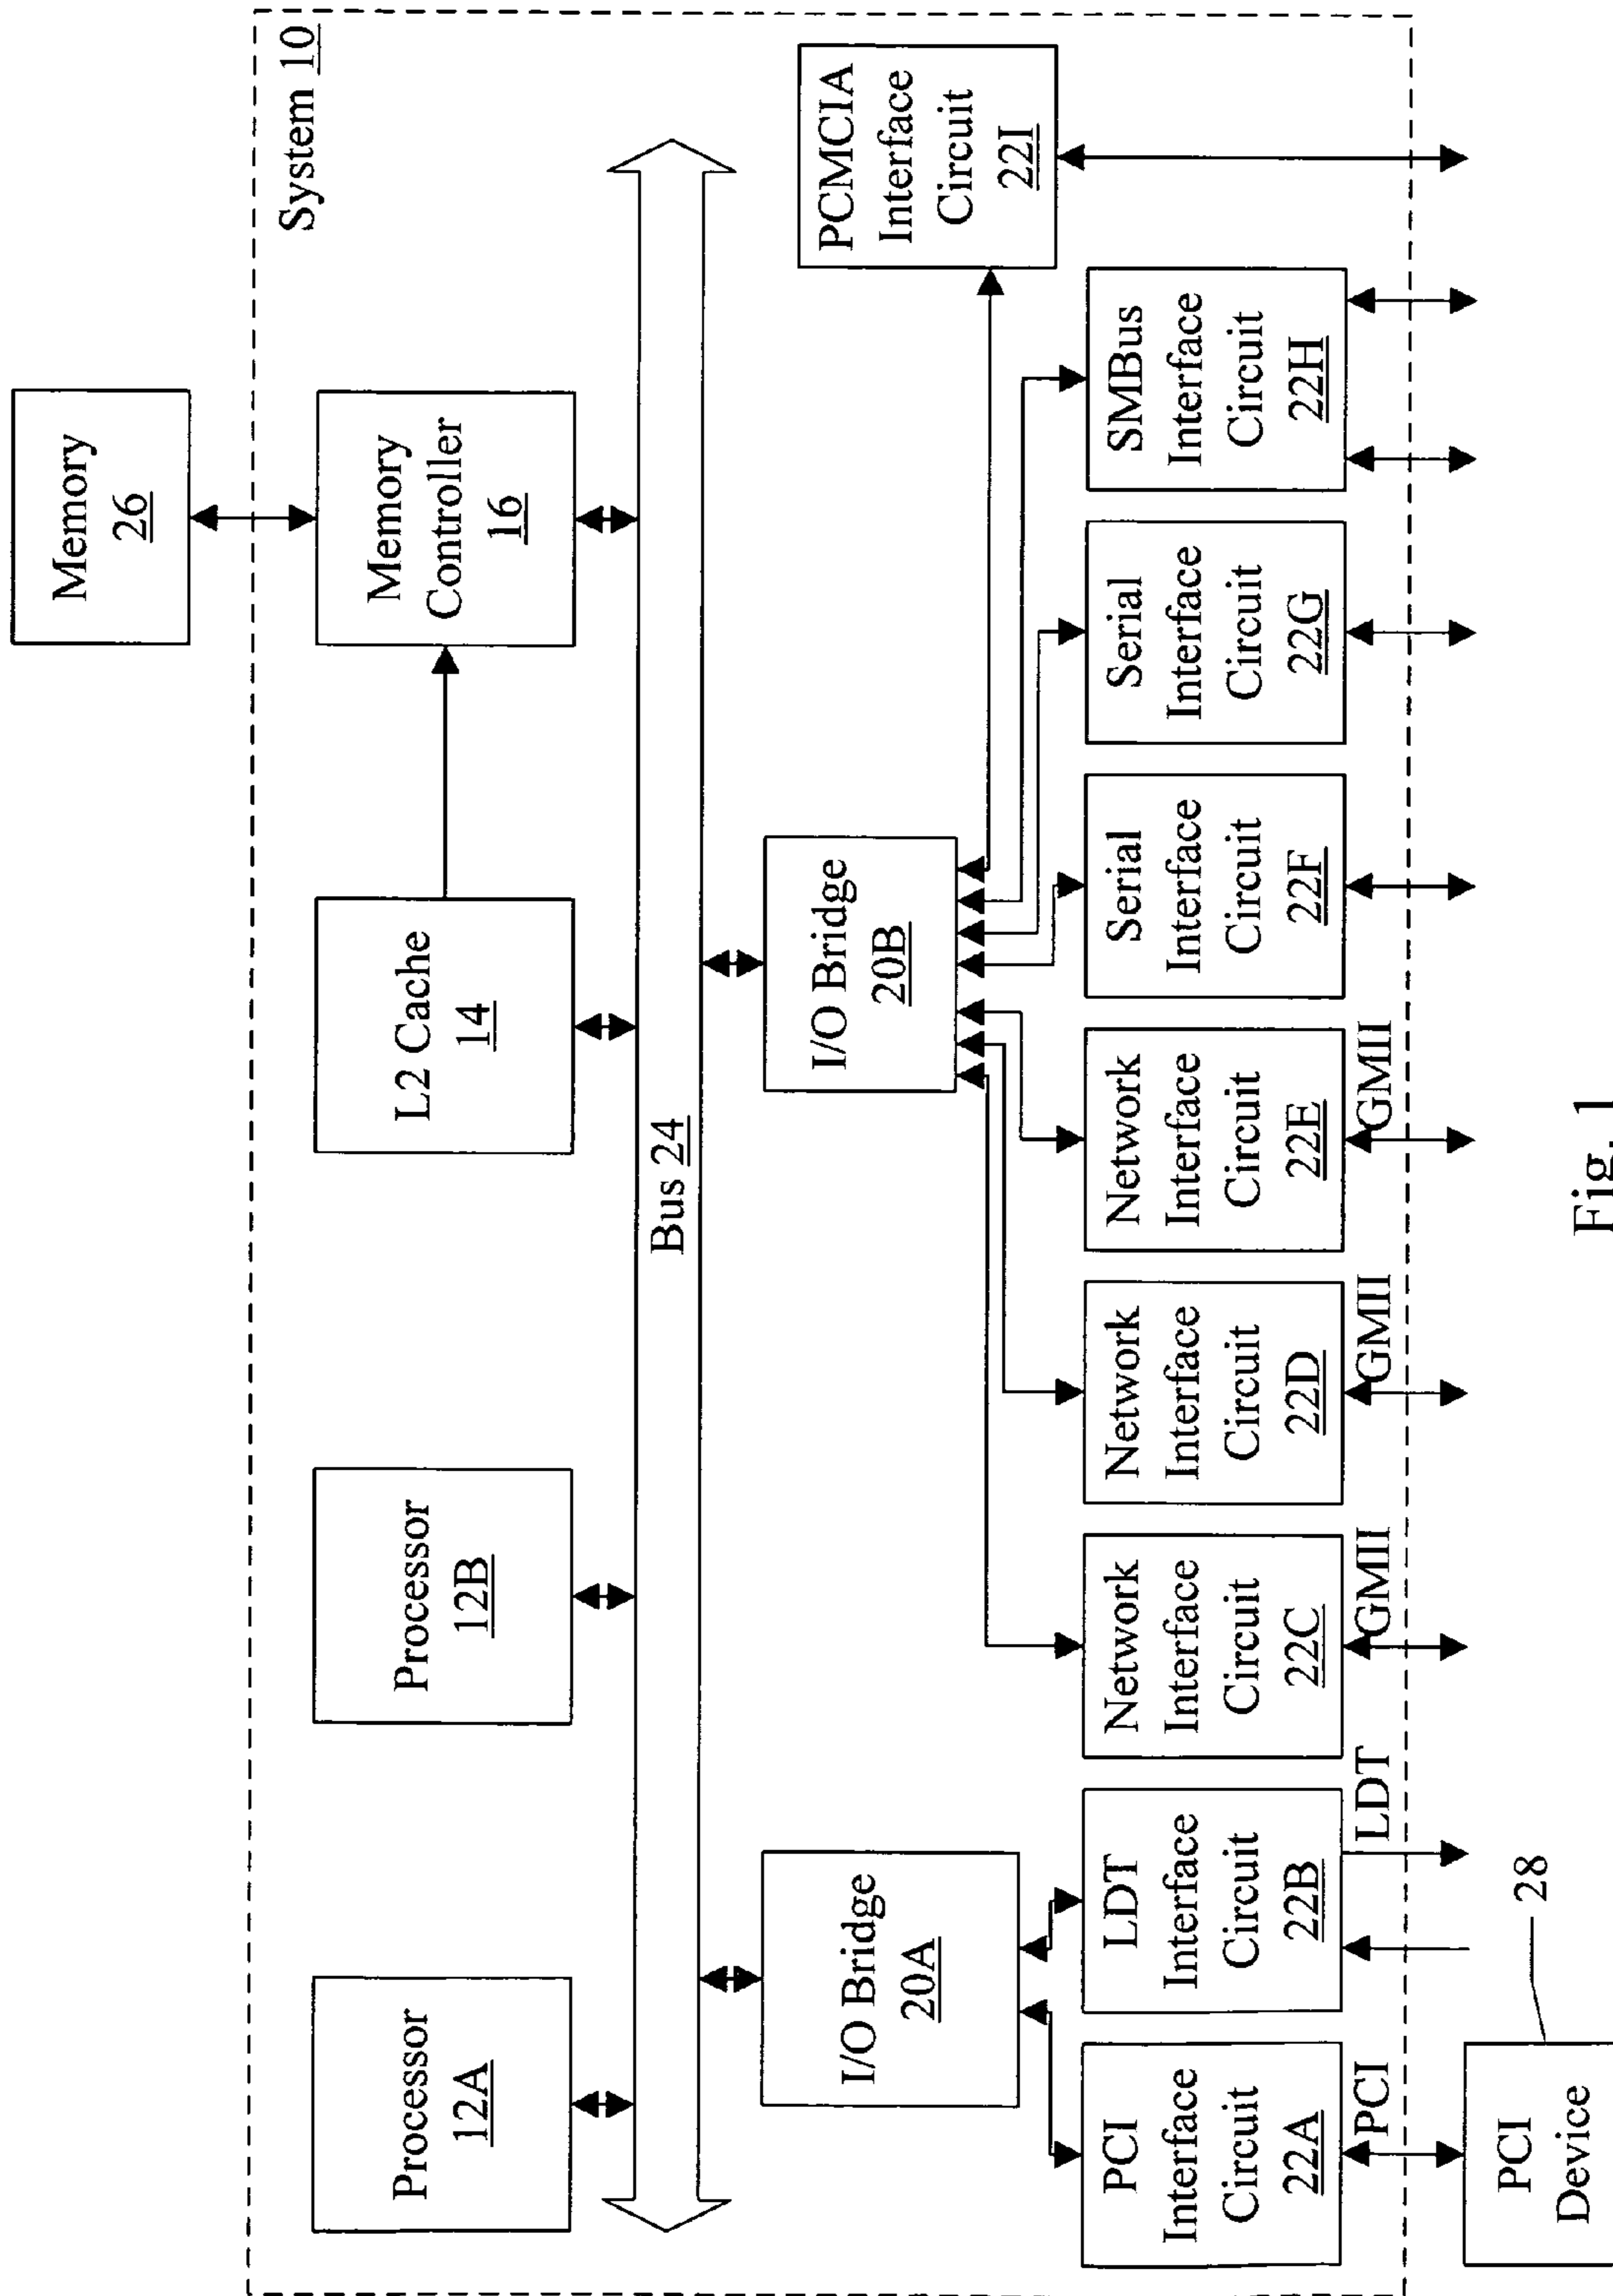 System 10
Memory
26
Processor
12A
Processor
12B
L2 Cache
14
Memory
Controller
16
Bus 24
I/O Bridge
20A
I/O Bridge
20B
PCMCIA
Interface
Circuit
22I
PCI
Interface
Circuit
22A
LDT
Interface
Circuit
22B
Network
Interface
Circuit
22C
Network
Interface
Circuit
22D
Network
Interface
Circuit
22E
Serial
Interface
Circuit
22F
Serial
Interface
Circuit
22G
SMBus
Interface
Circuit
22H
PCI
LDT
GMII
GMII
GMII
PCI
Device
28
Fig. 1